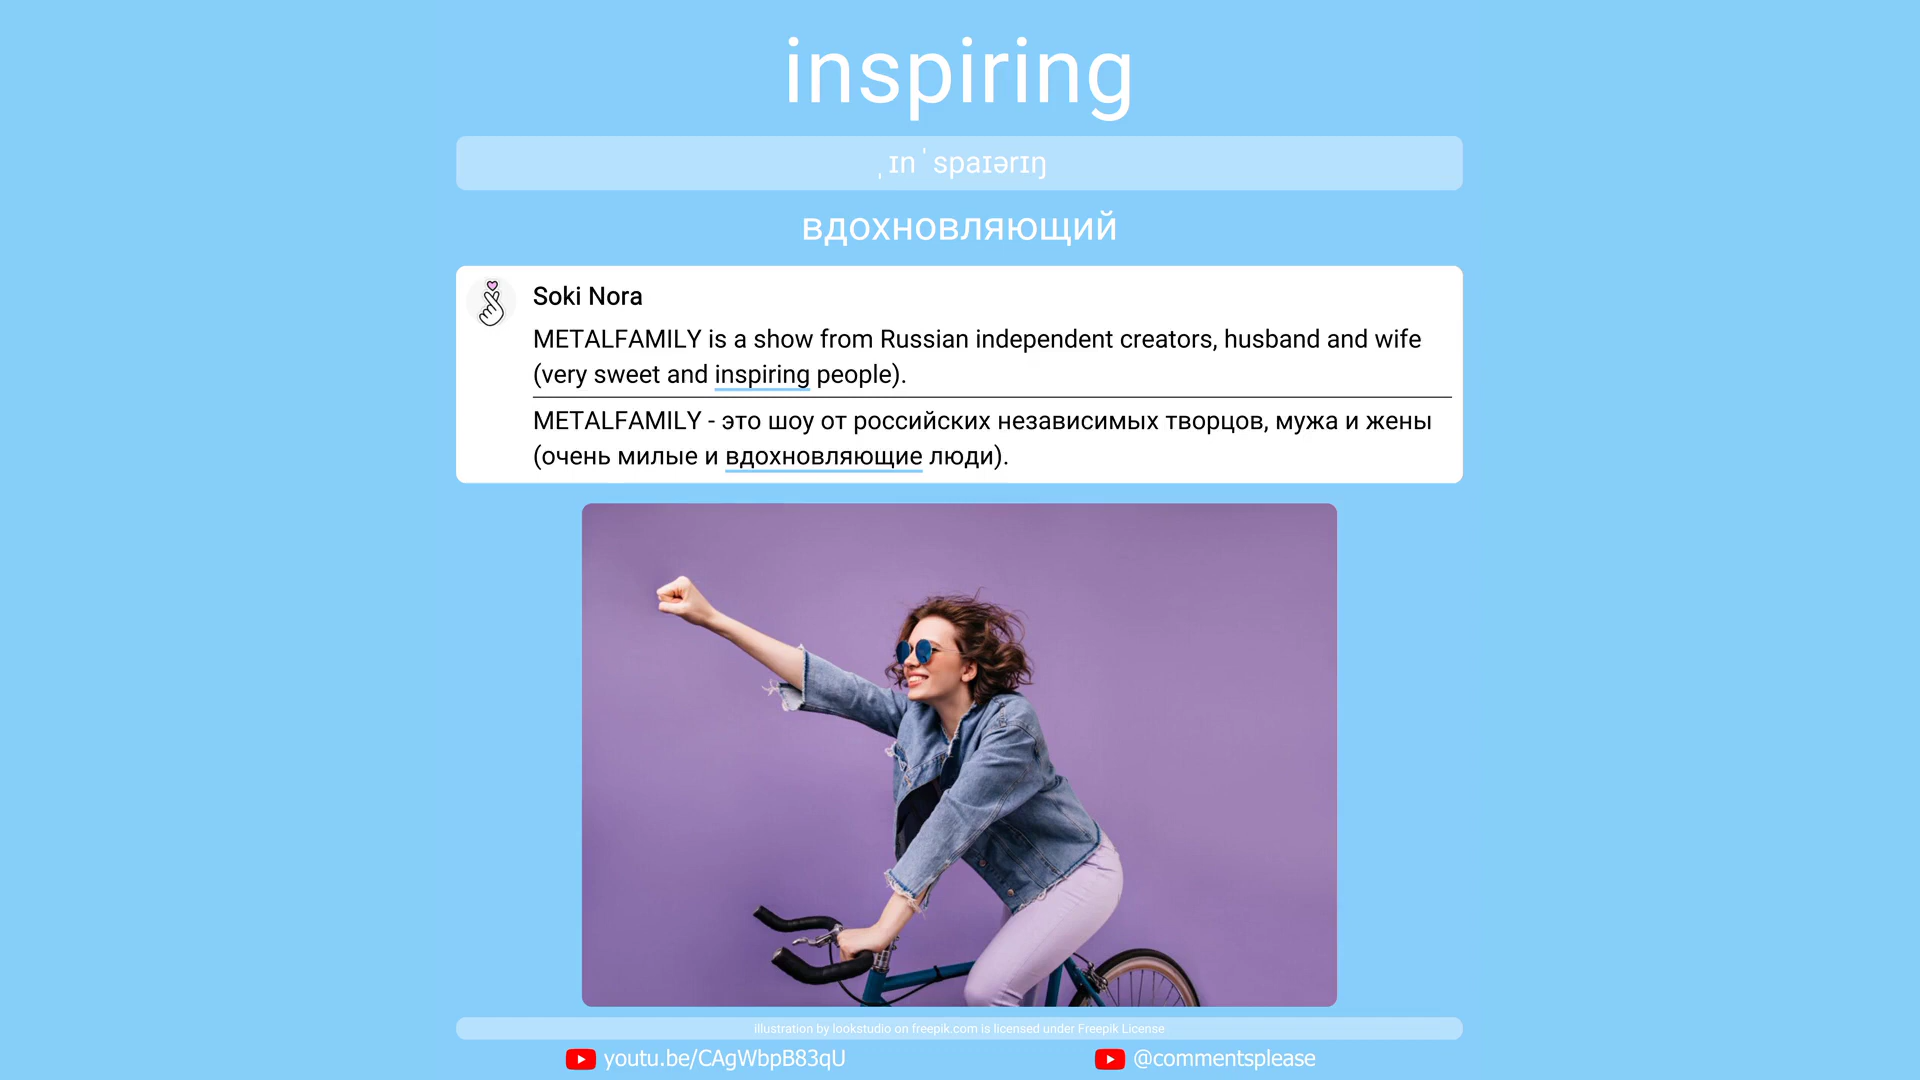 inspiring
ˌɪnˈspaɪərɪŋ
вдохновляющий
Soki Nora
METALFAMILY is a show from Russian independent creators, husband and wife
(very sweet and inspiring people).
METALFAMILY - это шоу от российских независимых творцов, мужа и жены
(очень милые и вдохновляющие люди).
illustration by lookstudio on freepik.com is licensed under Freepik License
youtu.be/CAgWbpB83qU
@commentsplease